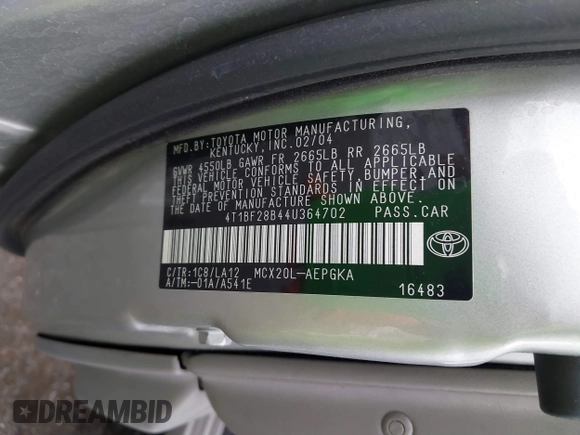 MFD.BY:TOYOTA MOTOR MANUFACTURING,
KENTUCKY, INC.02/04
GVWR 4550LB GAWR FR 2665LB RR 2665LB
THIS VEHICLE CONFORMS TO ALL APPLICABLE
FEDERAL MOTOR VEHICLE SAFETY, BUMPER, AND
THEFT PREVENTION STANDARDS IN EFFECT ON
THE DATE OF MANUFACTURE SHOWN ABOVE.
4T1BF28B44U364702 PASS.CAR
C/TR:1C8/LA12 MCX20L-AEPGKA
A/TM:-01A/A541E
16483
DREAMBID